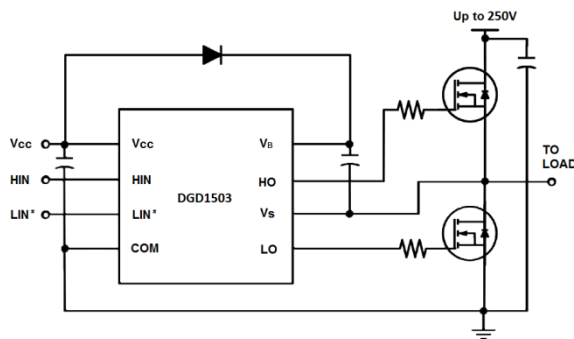 Up to 250V
Vcc
Vcc
VB
HIN
HIN
HO
DGD1503
TO
LOAD
LIN*
LIN*
Vs
COM
LO